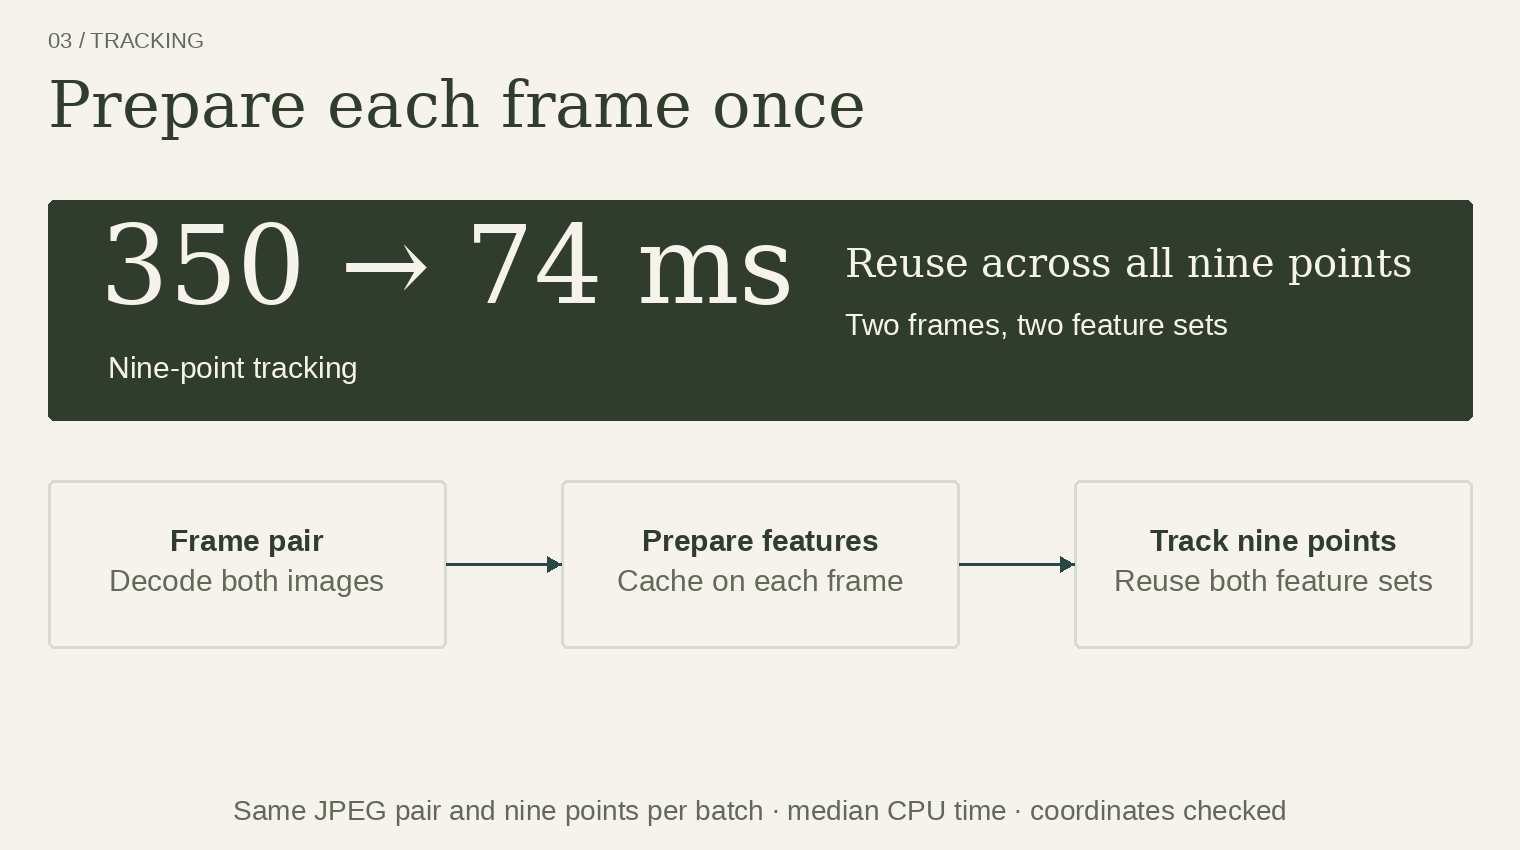 03 / TRACKING
Prepare each frame once
350 → 74 ms
Nine-point tracking
Reuse across all nine points
Two frames, two feature sets
Frame pair
Decode both images
Prepare features
Cache on each frame
Track nine points
Reuse both feature sets
Same JPEG pair and nine points per batch · median CPU time · coordinates checked